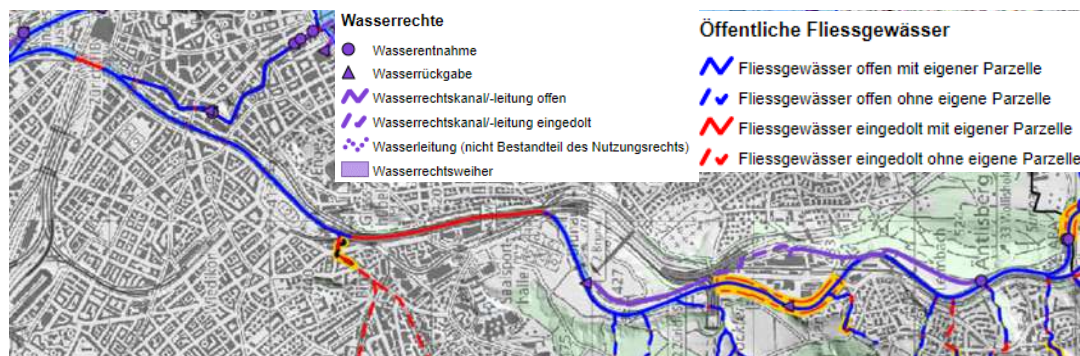 Wasserrechte
Wasserentnahme
Wasserrückgabe
Wasserrechtskanal/-leitung offen
Wasserrechtskanal/-leitung eingedolt
Wasserleitung (nicht Bestandteil des Nutzungsrechts)
Wasserrechtsweiher
Öffentliche Fliessgewässer
Fliessgewässer offen mit eigener Parzelle
Fliessgewässer offen ohne eigene Parzelle
Fliessgewässer eingedolt mit eigener Parzelle
Fliessgewässer eingedolt ohne eigene Parzelle
427